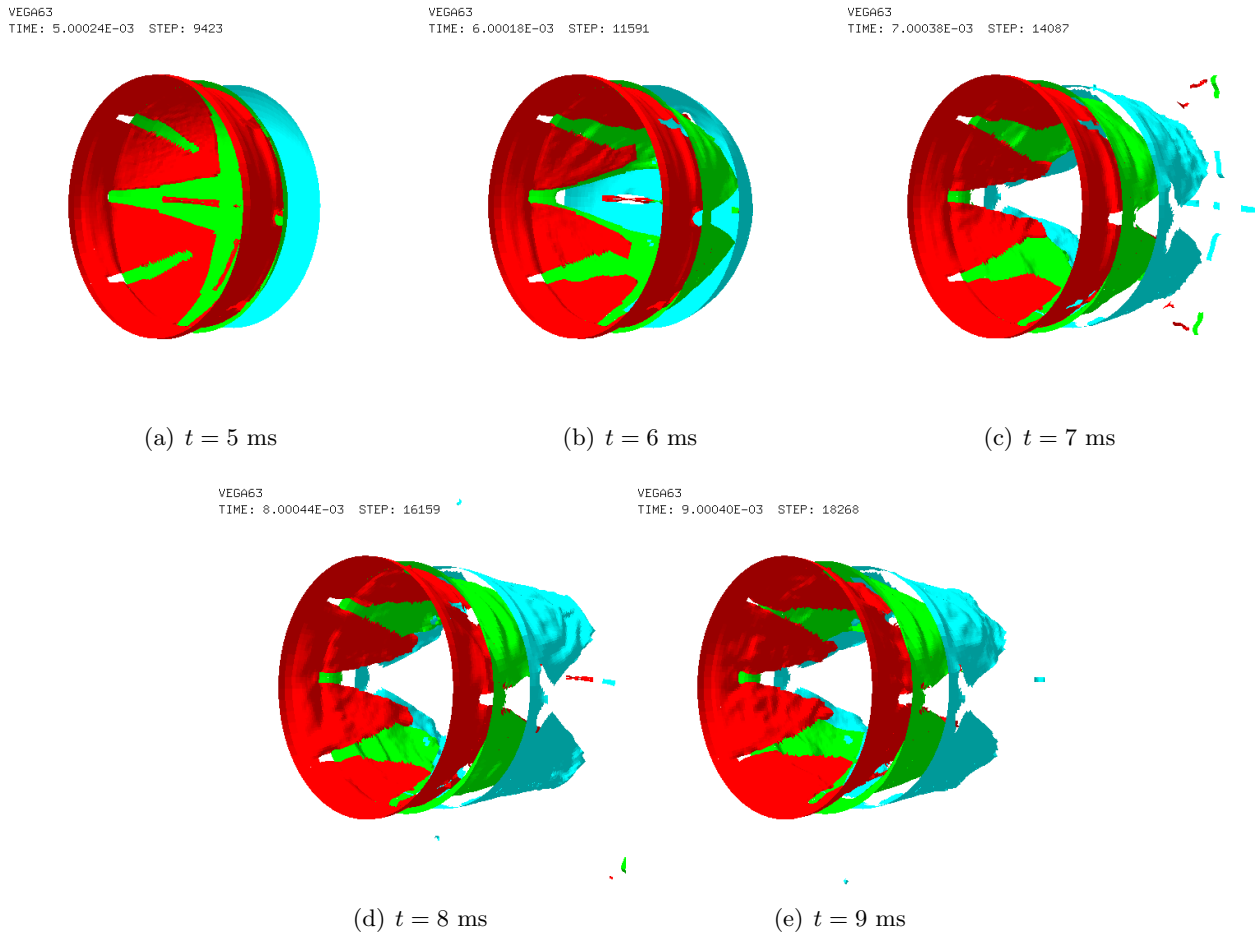 VEGA63
TIME: 5.00024E-03 STEP: 9423
VEGA63
TIME: 6.00018E-03 STEP: 11591
VEGA63
TIME: 7.00038E-03 STEP: 14087
(a) t = 5 ms
(b) t = 6 ms
(c) t = 7 ms
VEGA63
TIME: 8.00044E-03 STEP: 16159
VEGA63
TIME: 9.00040E-03 STEP: 18268
(d) t = 8 ms
(e) t = 9 ms